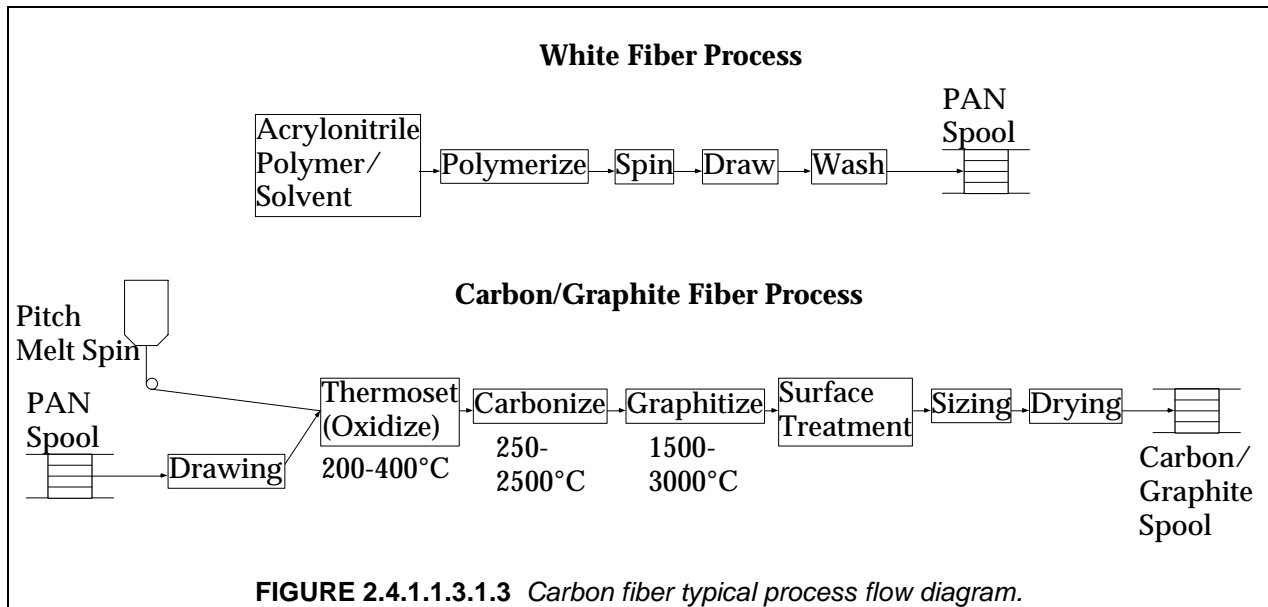 White Fiber Process
PAN
Spool
Acrylonitrile
Polymer/
Solvent
Polymerize
Spin
Draw
Wash
Carbon/Graphite Fiber Process
Pitch
Melt Spin
PAN
Spool
Drawing
Thermoset
(Oxidize)
200-400°C
Carbonize
250-
2500°C
Graphitize
1500-
3000°C
Surface
Treatment
Sizing
Drying
Carbon/
Graphite
Spool
FIGURE 2.4.1.1.3.1.3 Carbon fiber typical process flow diagram.